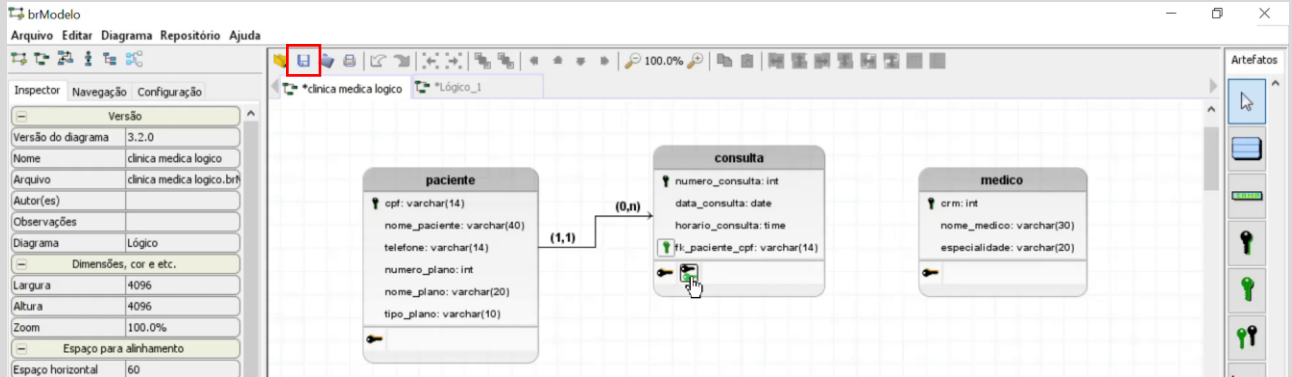 brModelo
Arquivo Editar Diagrama Repositório Ajuda
100.0%
Artefatos
Inspector Navegação Configuração
*clinica medica logico
*Lógico_1
Versão
Versão do diagrama 3.2.0
Nome clinica medica logico
Arquivo clinica medica logico.brM
Autor(es)
Observações
Diagrama Lógico
Dimensões, cor e etc.
Largura 4096
Altura 4096
Zoom 100.0%
Espaço para alinhamento
Espaço horizontal 60
paciente
cpf: varchar(14)
nome_paciente: varchar(40)
telefone: varchar(14)
numero_plano: int
nome_plano: varchar(20)
tipo_plano: varchar(10)
(1,1)
(0,n)
consulta
numero_consulta: int
data_consulta: date
horario_consulta: time
fk_paciente_cpf: varchar(14)
medico
crm: int
nome_medico: varchar(30)
especialidade: varchar(20)